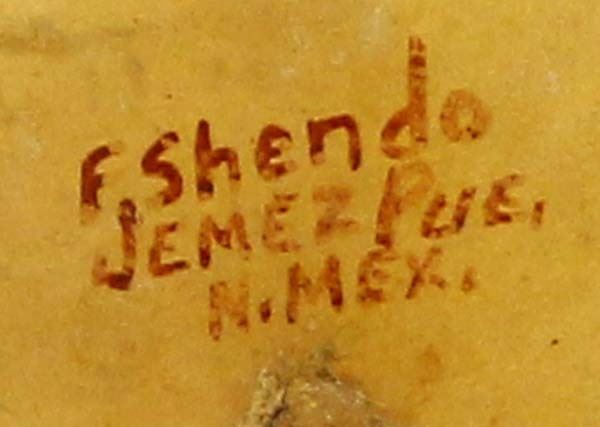 F. Shendo
JEMEZ PUE,
N. MEX.